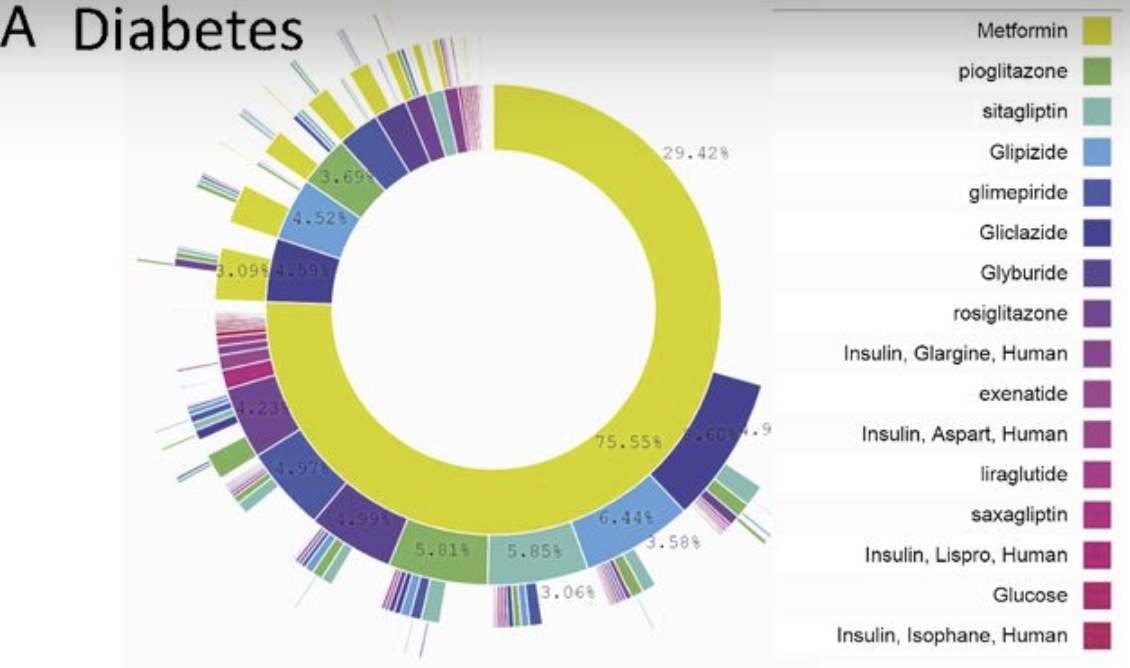 A Diabetes
29.42%
75.55%
4.9
6.44%
3.58%
5.85%
3.06%
5.81%
4.99%
4.97%
4.23%
3.09%
4.59%
4.52%
3.69%
Metformin
pioglitazone
sitagliptin
Glipizide
glimepiride
Gliclazide
Glyburide
rosiglitazone
Insulin, Glargine, Human
exenatide
Insulin, Aspart, Human
liraglutide
saxagliptin
Insulin, Lispro, Human
Glucose
Insulin, Isophane, Human